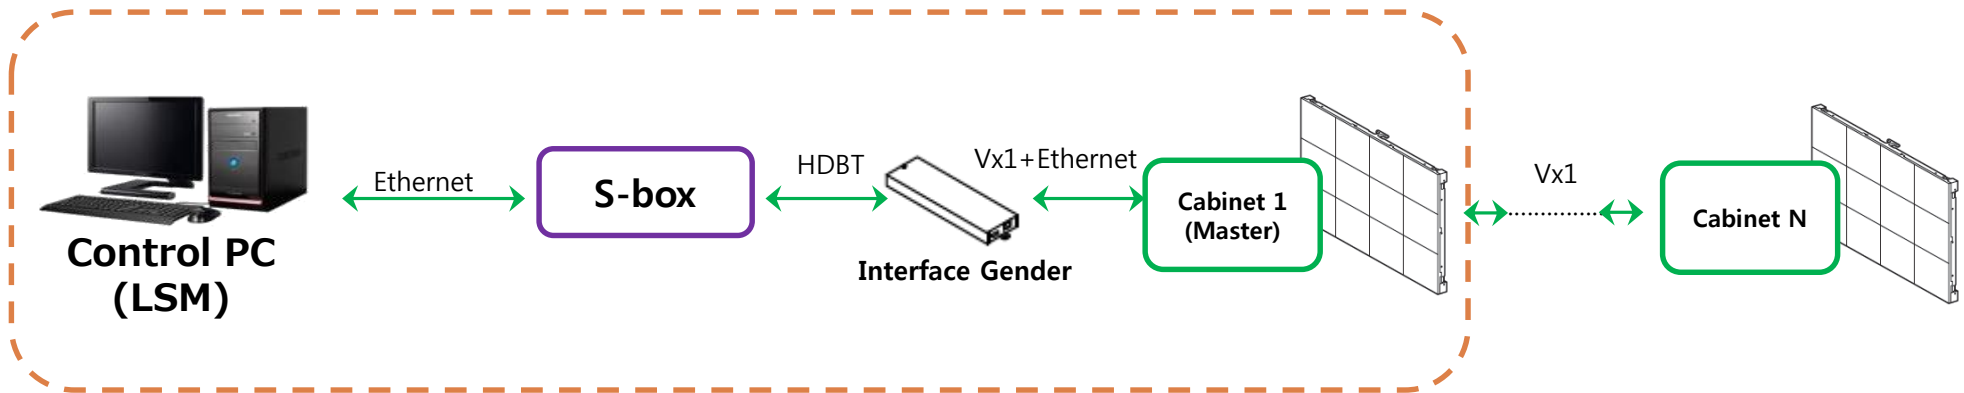 Ethernet
S-box
HDBT
Vx1+Ethernet
Cabinet 1
(Master)
Vx1
Cabinet N
Control PC
(LSM)
Interface Gender